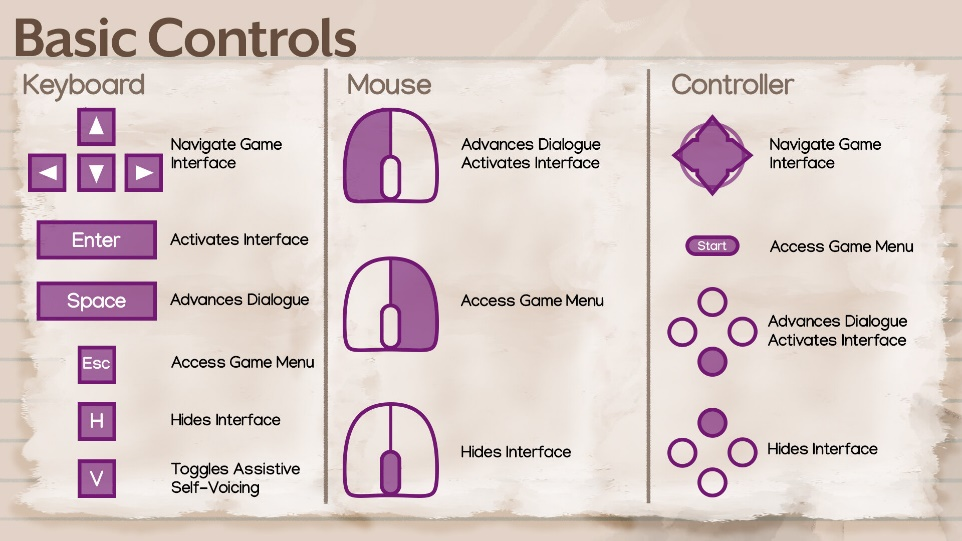 Basic Controls
Keyboard
Navigate Game
Interface
Enter
Activates Interface
Space
Advances Dialogue
Esc
Access Game Menu
H
Hides Interface
V
Toggles Assistive
Self-Voicing
Mouse
Advances Dialogue
Activates Interface
Access Game Menu
Hides Interface
Controller
Navigate Game
Interface
Start
Access Game Menu
Advances Dialogue
Activates Interface
Hides Interface